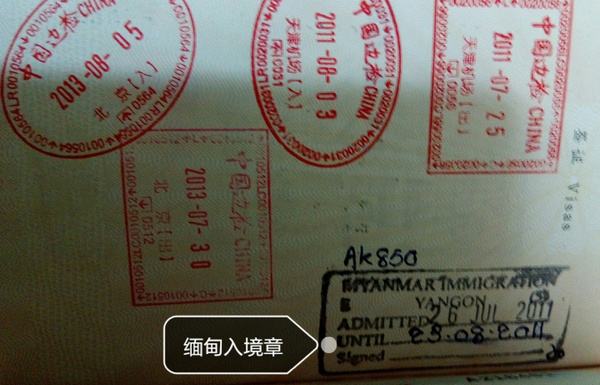 中国边检·CHINA
2013-08-05
北京(入)
中国边检·CHINA
2011-08-03
天津机场(入)
中国边检·CHINA
2011-07-25
天津机场(出)
签证 Visas
中国边检·CHINA
2013-07-30
北京(出)
AK850
MYANMAR IMMIGRATION
E YANGON
ADMITTED 26 JUL 2011
UNTIL 23.08.2011
Signed
缅甸入境章